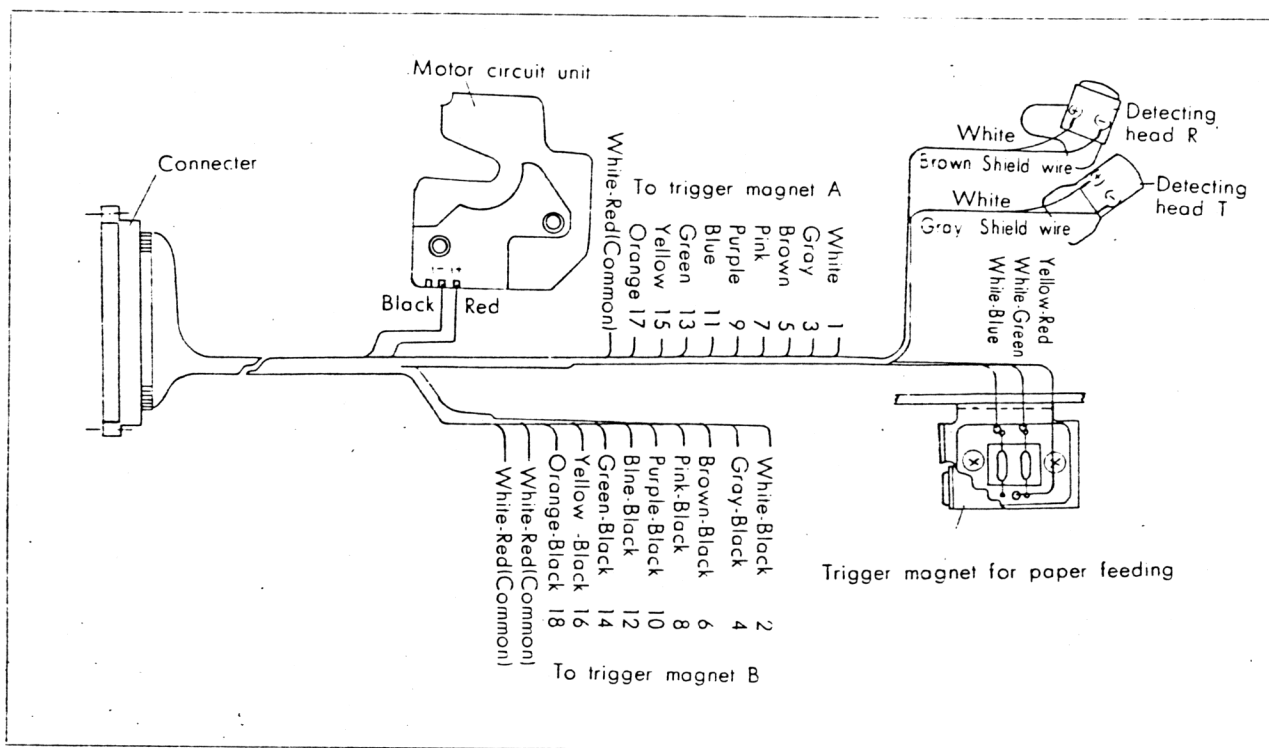 Motor circuit unit
Connecter
Black
Red
- +
White-Red(Common)
To trigger magnet A
Orange 17
Yellow 15
Green 13
Blue 11
Purple 9
Pink 7
Brown 5
Gray 3
White 1
White
Brown Shield wire
Detecting
head R
White
Gray Shield wire
Detecting
head T
White-Blue
White-Green
Yellow-Red
Trigger magnet for paper feeding
White-Red(Common)
White-Red(Common)
Orange-Black 18
Yellow -Black 16
Green-Black 14
Blne-Black 12
Purple-Black 10
Pink-Black 8
Brown-Black 6
Gray-Black 4
White-Black 2
To trigger magnet B